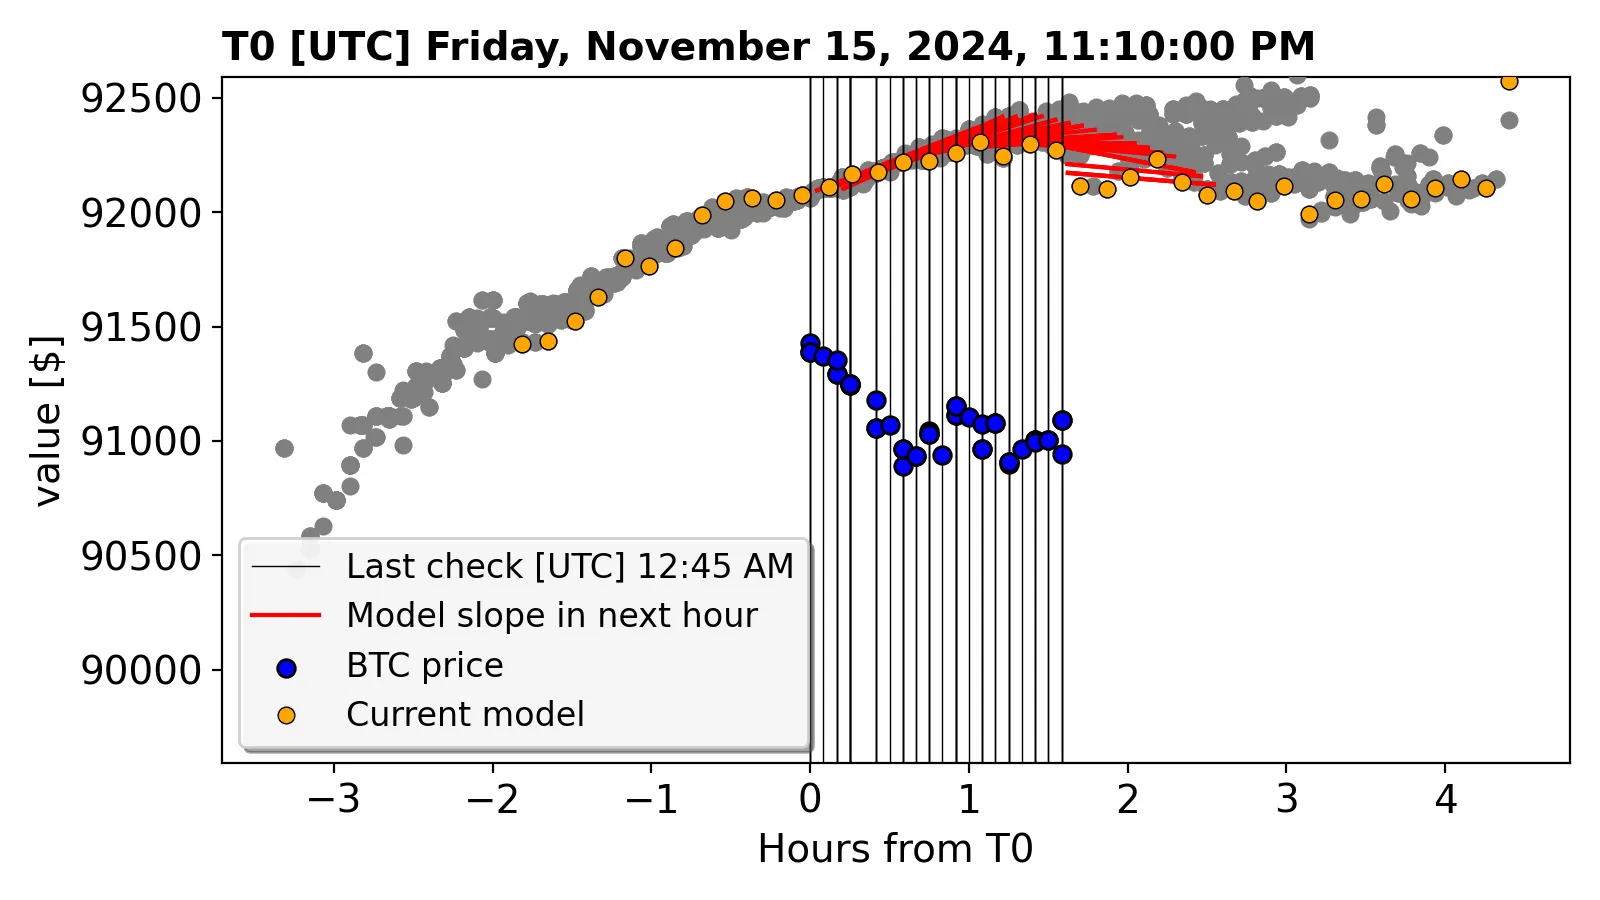 T0 [UTC] Friday, November 15, 2024, 11:10:00 PM
92500
92000
91500
91000
90500
90000
value [$]
Last check [UTC] 12:45 AM
Model slope in next hour
BTC price
Current model
−3 −2 −1 0 1 2 3 4
Hours from T0